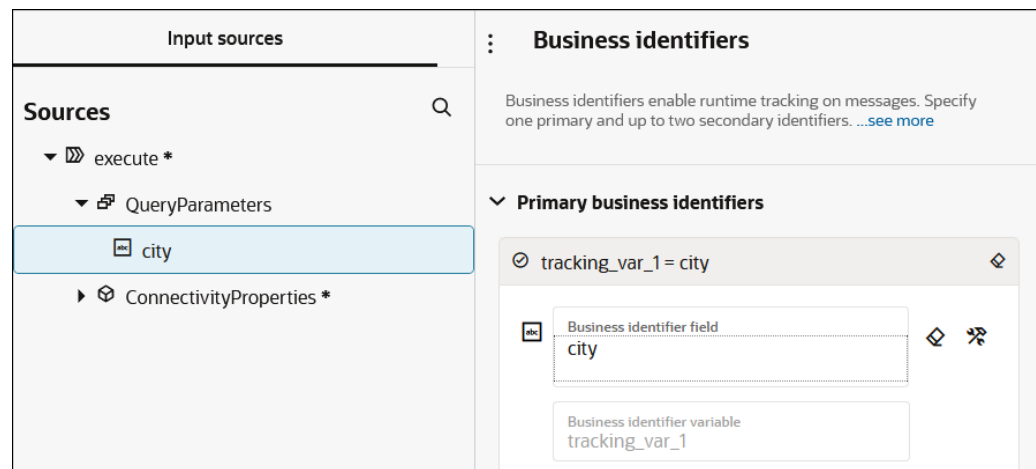 Input sources
Sources
execute *
QueryParameters
abc city
ConnectivityProperties *
Business identifiers
Business identifiers enable runtime tracking on messages. Specify
one primary and up to two secondary identifiers. ...see more
Primary business identifiers
tracking_var_1 = city
abc
Business identifier field
city
Business identifier variable
tracking_var_1